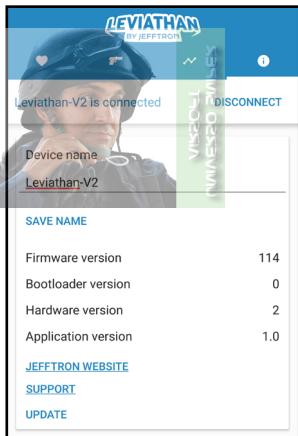 LEVIATHAN
BY JEFFTRON
Leviathan-V2 is connected
DISCONNECT
Device name
Leviathan-V2
SAVE NAME
Firmware version 114
Bootloader version 0
Hardware version 2
Application version 1.0
JEFFTRON WEBSITE
SUPPORT
UPDATE